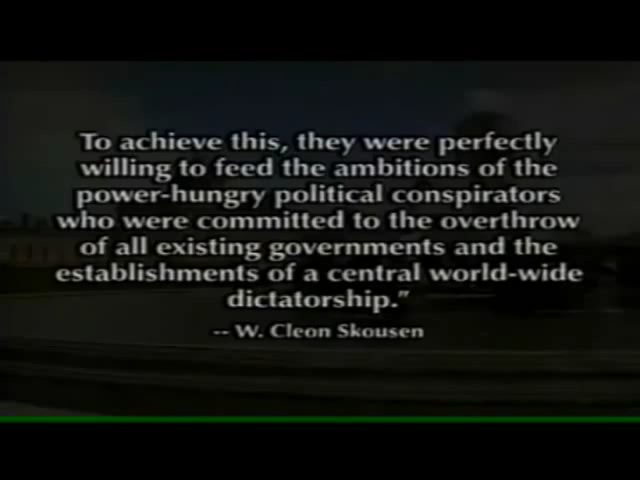 To achieve this, they were perfectly
willing to feed the ambitions of the
power-hungry political conspirators
who were committed to the overthrow
of all existing governments and the
establishments of a central world-wide
dictatorship.”
-- W. Cleon Skousen